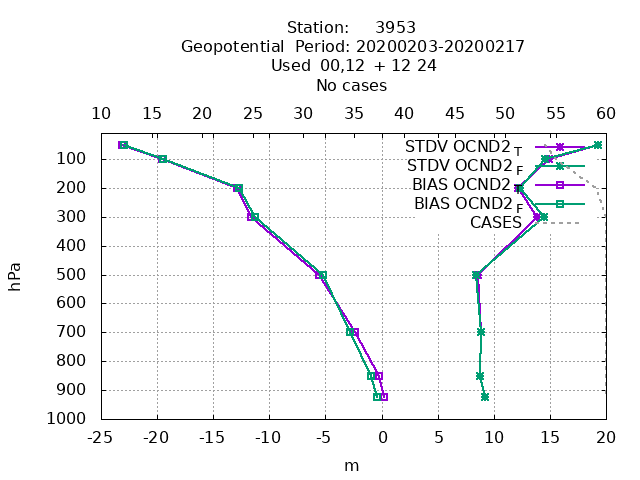 Station: 3953
Geopotential Period: 20200203-20200217
Used 00,12 + 12 24
No cases
10 15 20 25 30 35 40 45 50 55 60
STDV OCND2_T
STDV OCND2_F
BIAS OCND2_T
BIAS OCND2_F
CASES
100
200
300
400
500
600
700
800
900
1000
hPa
-25 -20 -15 -10 -5 0 5 10 15 20
m